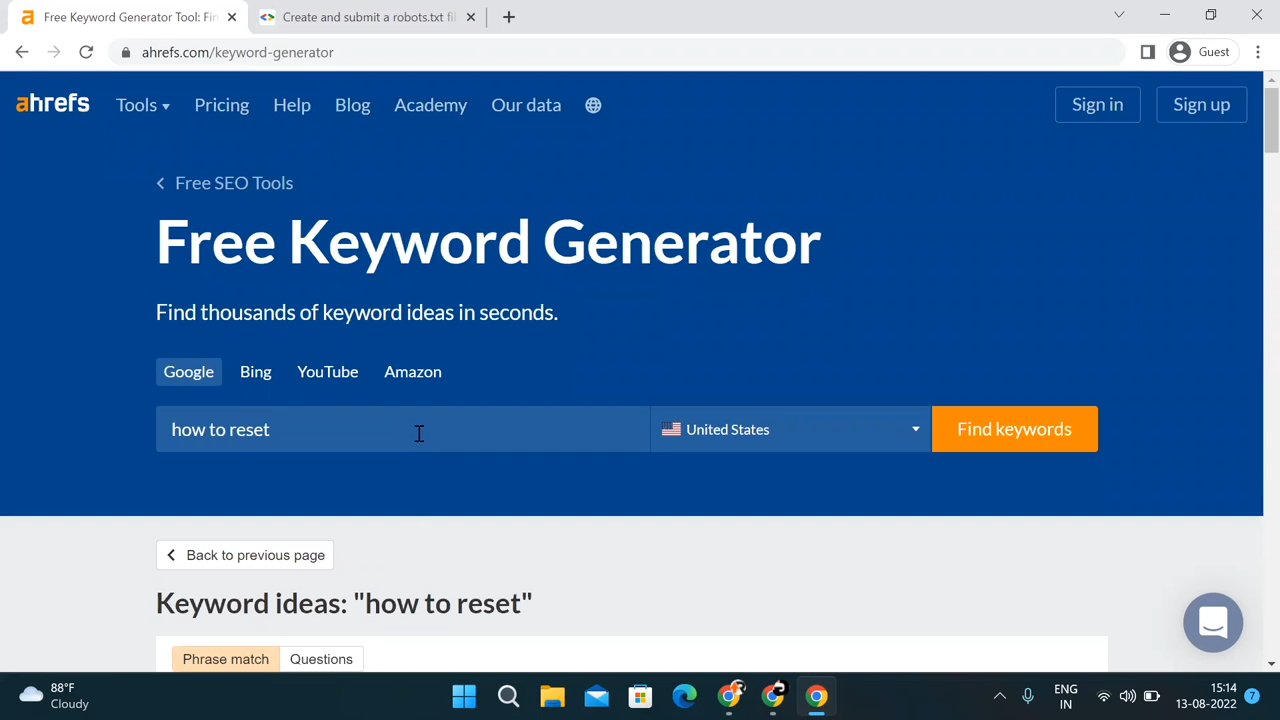 Free Keyword Generator Tool: Fin
Create and submit a robots.txt fil
ahrefs.com/keyword-generator
Guest
ahrefs
Tools
Pricing
Help
Blog
Academy
Our data
Sign in
Sign up
Free SEO Tools
Free Keyword Generator
Find thousands of keyword ideas in seconds.
Google
Bing
YouTube
Amazon
how to reset
United States
Find keywords
Back to previous page
Keyword ideas: "how to reset"
Phrase match
Questions
88°F
Cloudy
ENG
IN
15:14
13-08-2022
7